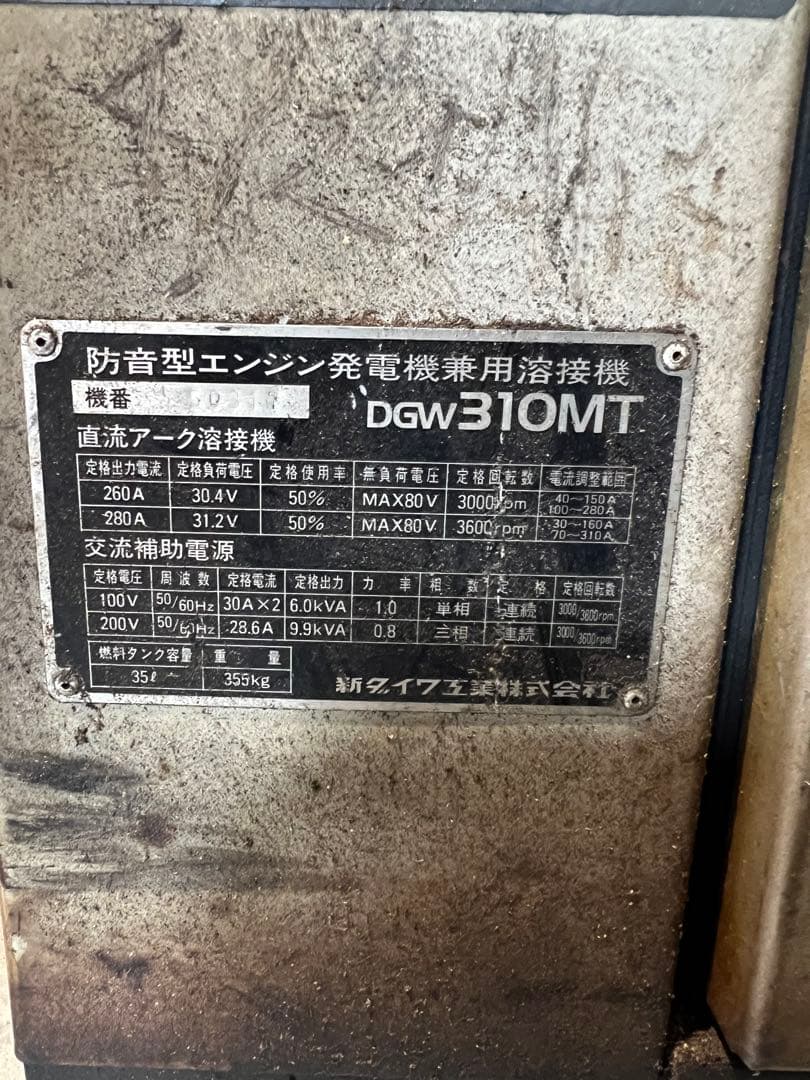 防音型エンジン発電機兼用溶接機
機番
DGW310MT
直流アーク溶接機
定格出力電流 定格負荷電圧 定格使用率 無負荷電圧 定格回転数 電流調整範囲
260A 30.4V 50% MAX80V 3000rpm 40〜150A 100〜280A
280A 31.2V 50% MAX80V 3600rpm 30〜160A 70〜310A
交流補助電源
定格電圧 周波数 定格電流 定格出力 力率 相数 定格 定格回転数
100V 50/60Hz 30A×2 6.0kVA 1.0 単相 連続 3000/3600rpm
200V 50/60Hz 28.6A 9.9kVA 0.8 三相 連続 3000/3600rpm
燃料タンク容量 重量
35ℓ 355kg
新ダイワ工業株式会社